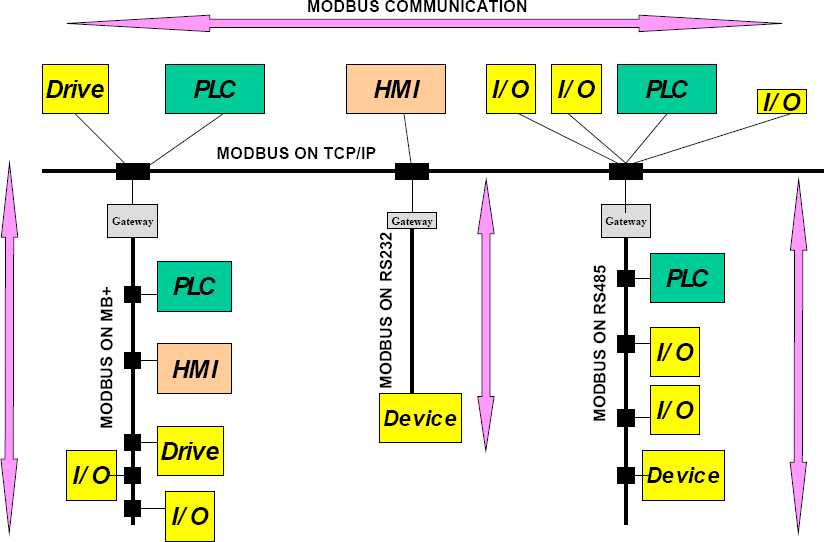 MODBUS COMMUNICATION
Drive
PLC
HMI
I/O
I/O
PLC
I/O
MODBUS ON TCP/IP
Gateway
Gateway
Gateway
MODBUS ON MB+
PLC
HMI
Drive
I/O
I/O
MODBUS ON RS232
Device
MODBUS ON RS485
PLC
I/O
I/O
Device